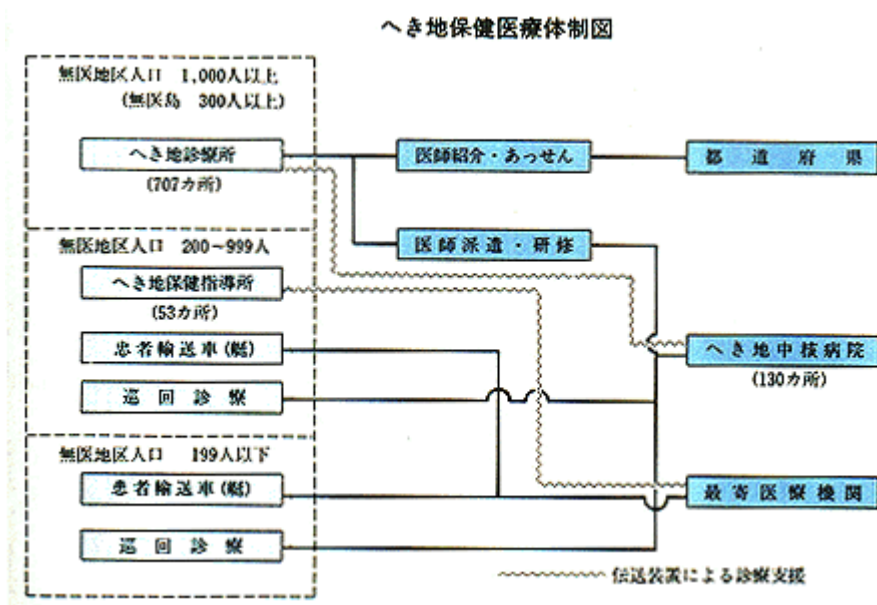 へき地保健医療体制図
無医地区人口 1,000人以上
(無医島 300人以上)
へき地診療所
(707カ所)
医師紹介・あっせん
都道府県
医師派遣・研修
無医地区人口 200〜999人
へき地保健指導所
(53カ所)
患者輸送車(艇)
巡回診療
へき地中核病院
(130カ所)
無医地区人口 199人以下
患者輸送車(艇)
最寄医療機関
巡回診療
伝送装置による診療支援